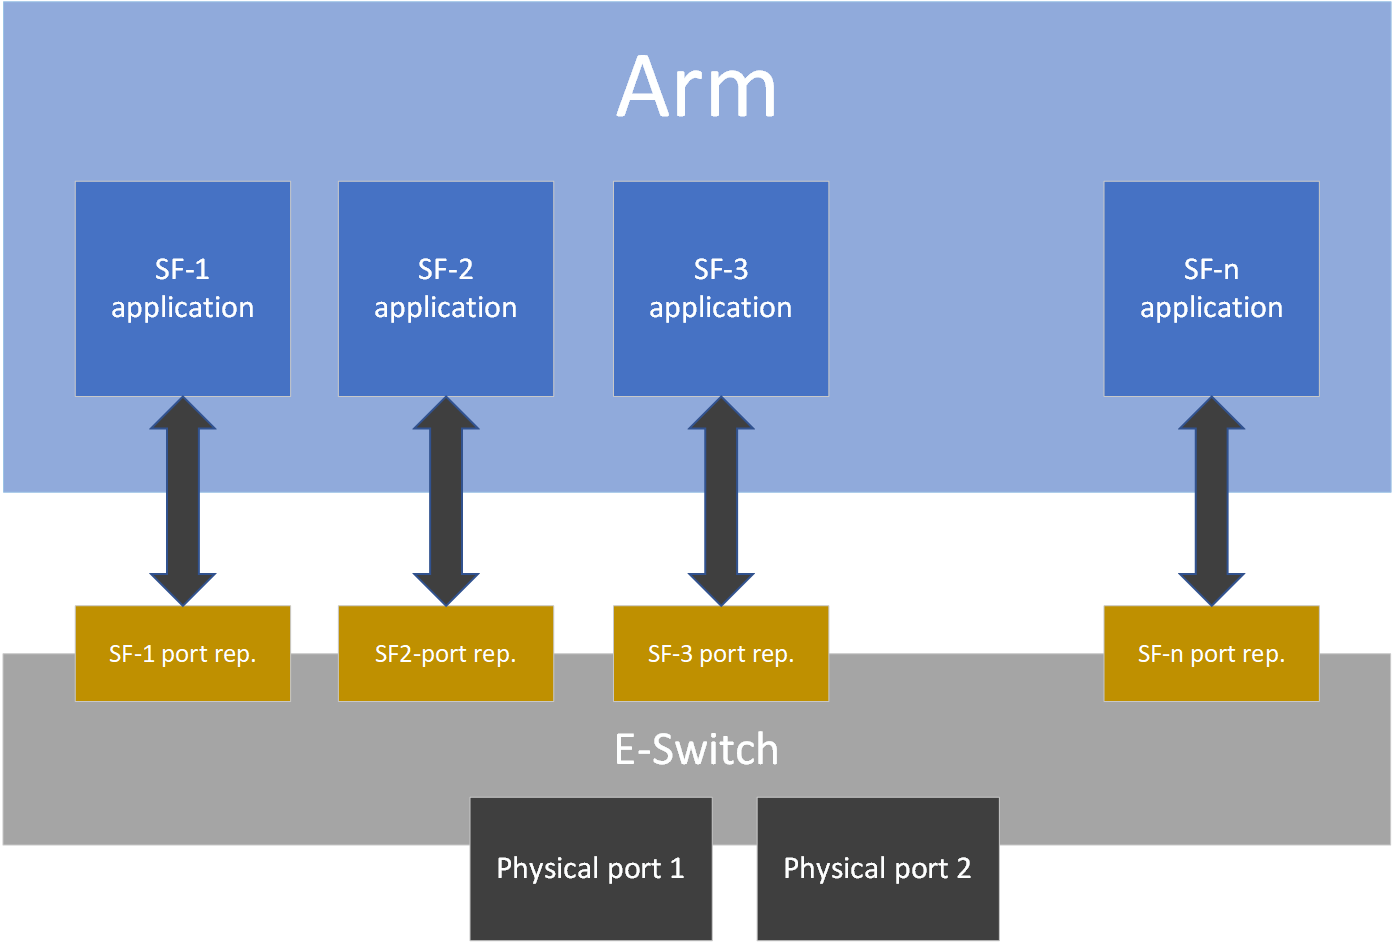 Arm
SF-1
application
SF-2
application
SF-3
application
SF-n
application
SF-1 port rep.
SF2-port rep.
SF-3 port rep.
SF-n port rep.
E-Switch
Physical port 1
Physical port 2